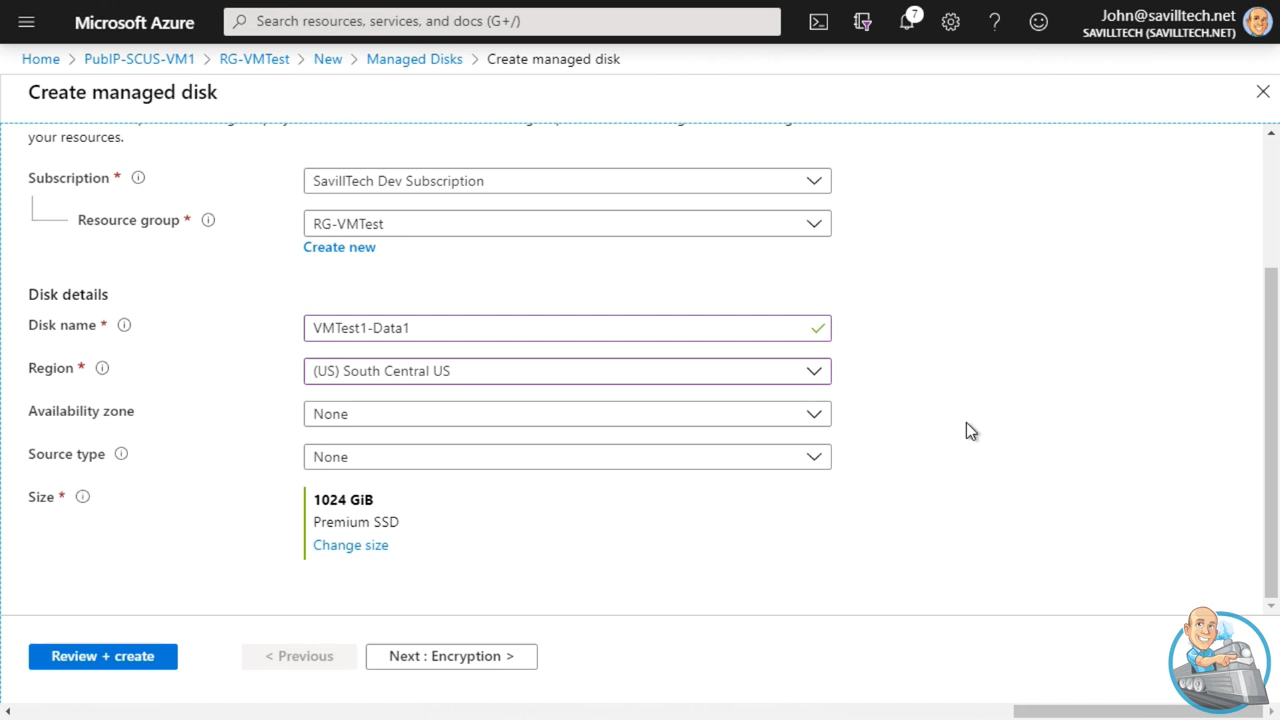 Microsoft Azure
Search resources, services, and docs (G+/)
7
John@savilltech.net
SAVILLTECH (SAVILLTECH.NET)
Home > PubIP-SCUS-VM1 > RG-VMTest > New > Managed Disks > Create managed disk
Create managed disk
your resources.
Subscription *
SavillTech Dev Subscription
Resource group *
RG-VMTest
Create new
Disk details
Disk name *
VMTest1-Data1
Region *
(US) South Central US
Availability zone
None
Source type
None
Size *
1024 GiB
Premium SSD
Change size
Review + create
< Previous
Next : Encryption >